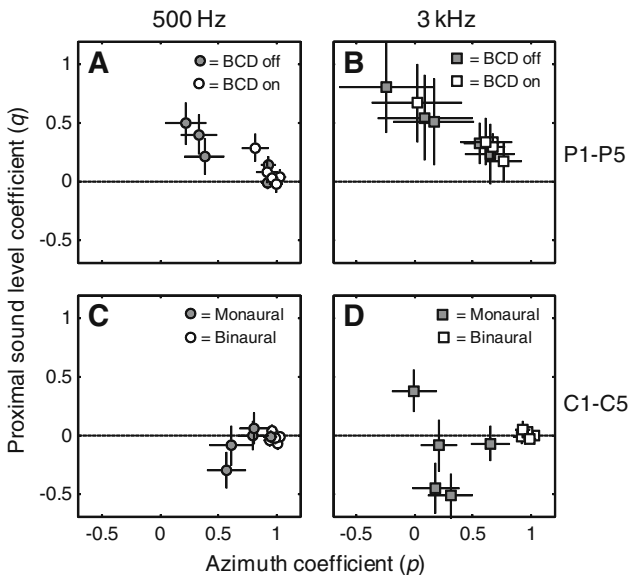 500 Hz 3 kHz
A = BCD off
= BCD on
B = BCD off
= BCD on
1
0.5
0
-0.5
P1-P5
C = Monaural
= Binaural
D = Monaural
= Binaural
1
0.5
0
-0.5
C1-C5
-0.5 0 0.5 1 -0.5 0 0.5 1
Azimuth coefficient (p)
Proximal sound level coefficient (q)